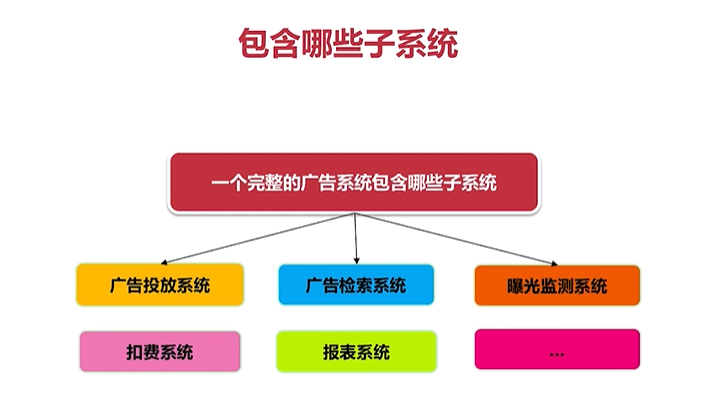 包含哪些子系统
一个完整的广告系统包含哪些子系统
广告投放系统
广告检索系统
曝光监测系统
扣费系统
报表系统
...